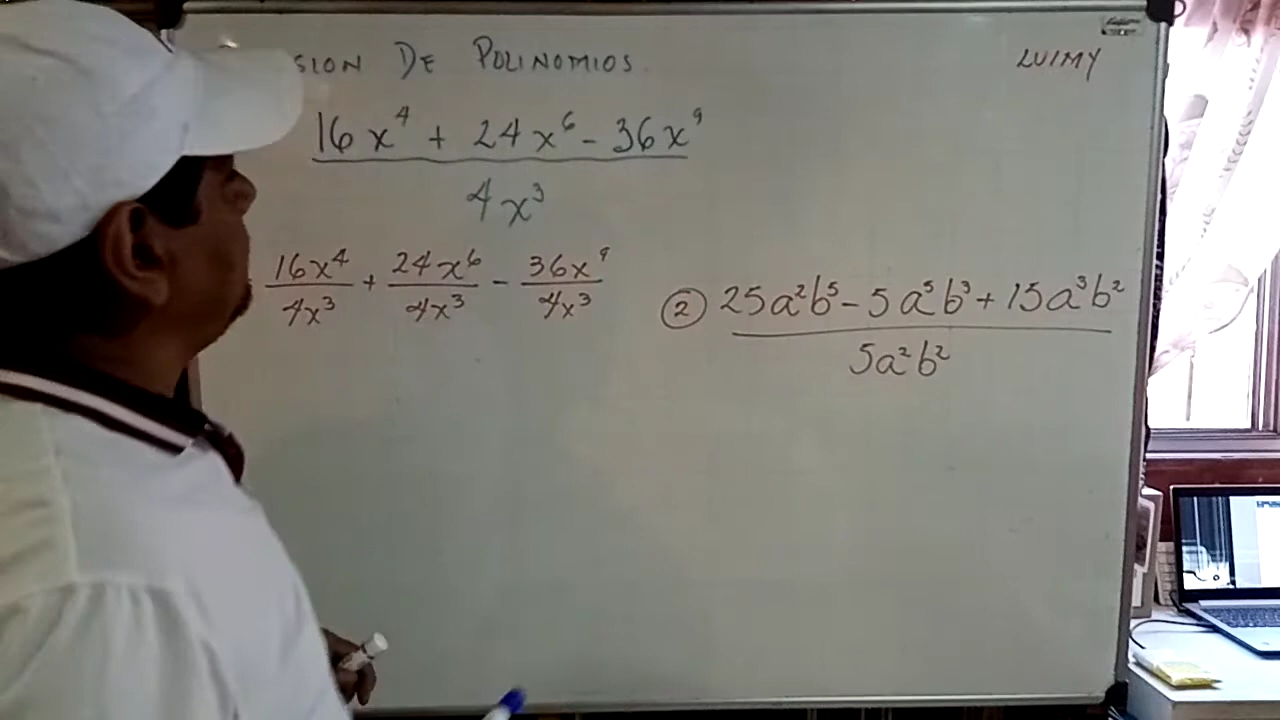 SION DE POLINOMIOS
LUIMY
16x⁴ + 24x⁶ - 36x⁹
4x³
16x⁴/4x³ + 24x⁶/4x³ - 36x⁹/4x³
② 25a²b⁵ - 5a⁵b³ + 15a³b²
5a²b²